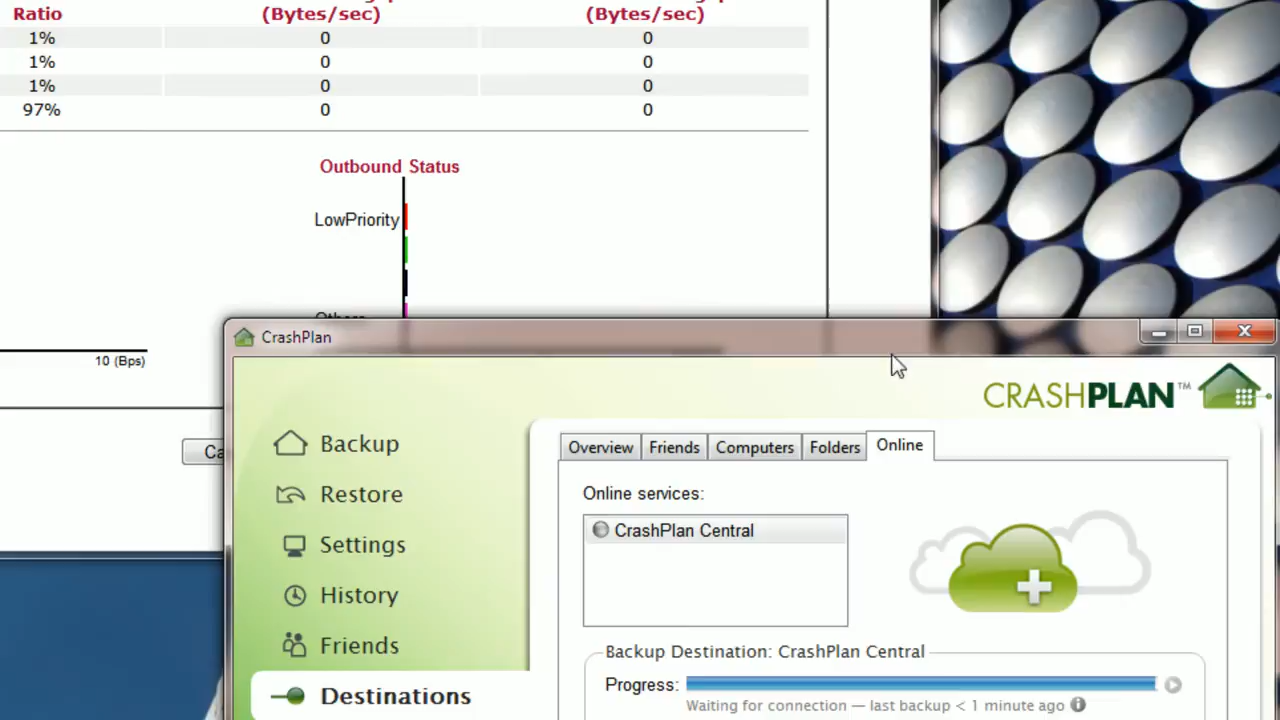 Ratio
(Bytes/sec)
(Bytes/sec)
1% 0 0
1% 0 0
1% 0 0
97% 0 0
Outbound Status
LowPriority
10 (Bps)
CrashPlan
CRASHPLAN™
Backup
Restore
Settings
History
Friends
Destinations
Overview Friends Computers Folders Online
Online services:
CrashPlan Central
Backup Destination: CrashPlan Central
Progress:
Waiting for connection — last backup < 1 minute ago